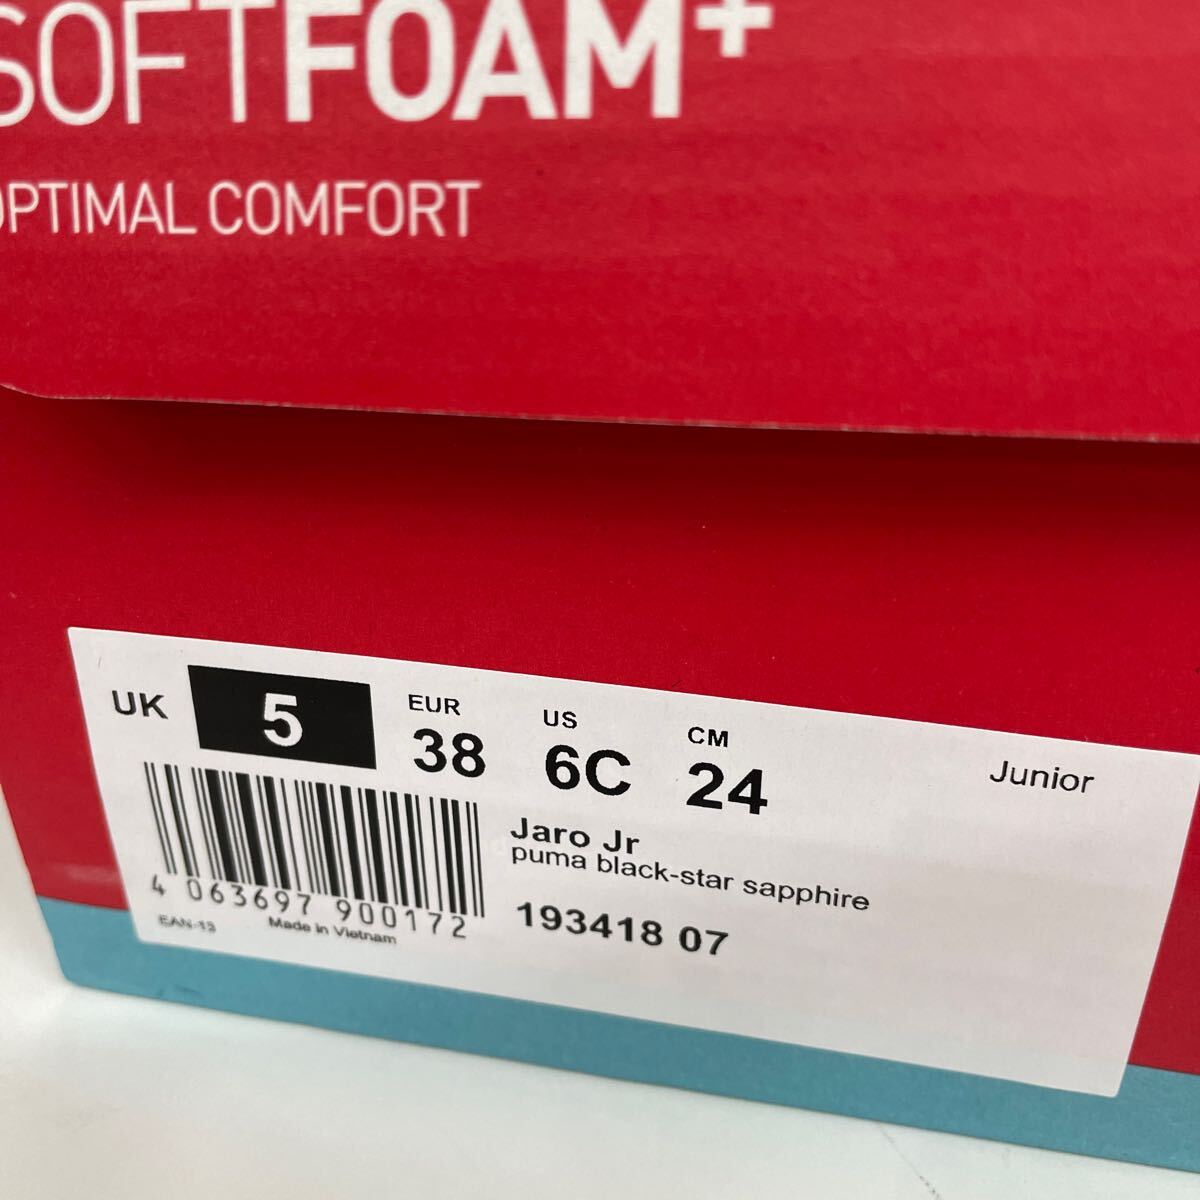 SOFTFOAM+
OPTIMAL COMFORT
UK 5 EUR 38 US 6C CM 24 Junior
Jaro Jr
puma black-star sapphire
193418 07
4 063697 900172
EAN-13 Made in Vietnam